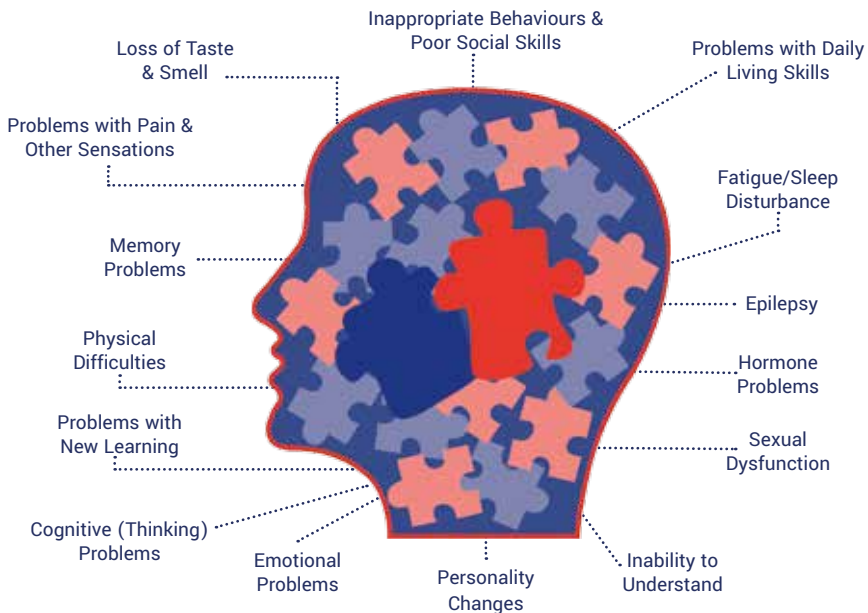 Inappropriate Behaviours &
Poor Social Skills
Loss of Taste
& Smell
Problems with Daily
Living Skills
Problems with Pain &
Other Sensations
Fatigue/Sleep
Disturbance
Memory
Problems
Epilepsy
Physical
Difficulties
Hormone
Problems
Problems with
New Learning
Sexual
Dysfunction
Cognitive (Thinking)
Problems
Emotional
Problems
Personality
Changes
Inability to
Understand